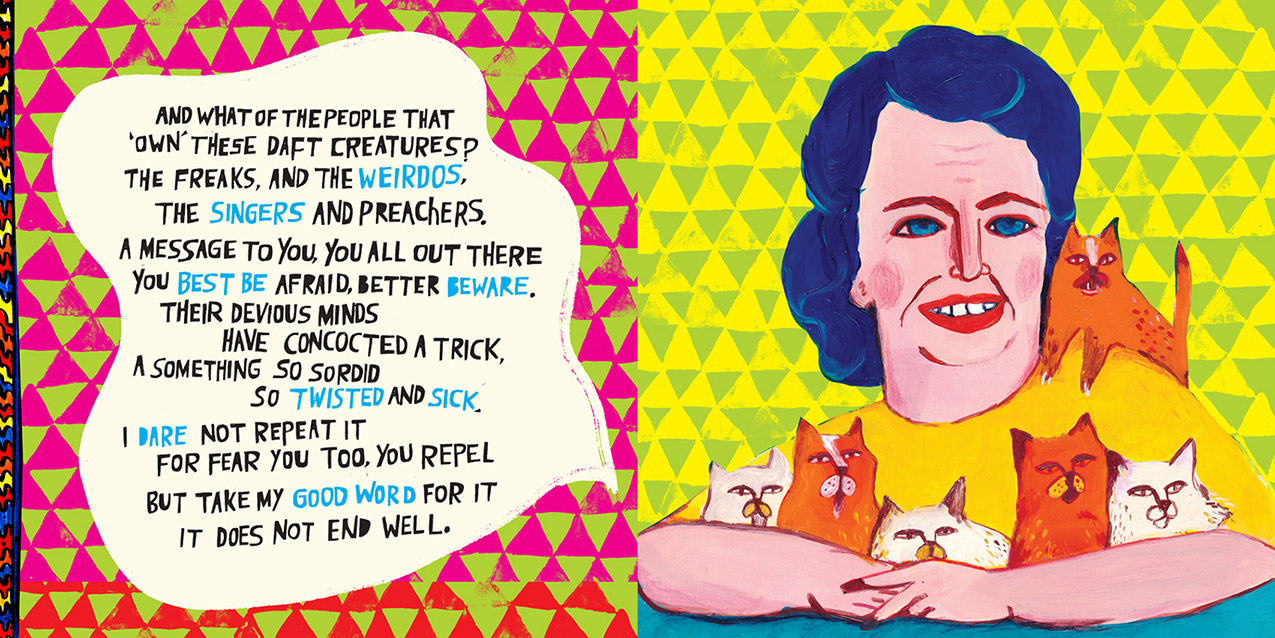 AND WHAT OF THE PEOPLE THAT
'OWN' THESE DAFT CREATURES?
THE FREAKS, AND THE WEIRDOS,
THE SINGERS AND PREACHERS.
A MESSAGE TO YOU, YOU ALL OUT THERE
YOU BEST BE AFRAID, BETTER BEWARE.
THEIR DEVIOUS MINDS
HAVE CONCOCTED A TRICK,
A SOMETHING SO SORDID
SO TWISTED AND SICK.
I DARE NOT REPEAT IT
FOR FEAR YOU TOO, YOU REPEL
BUT TAKE MY GOOD WORD FOR IT
IT DOES NOT END WELL.